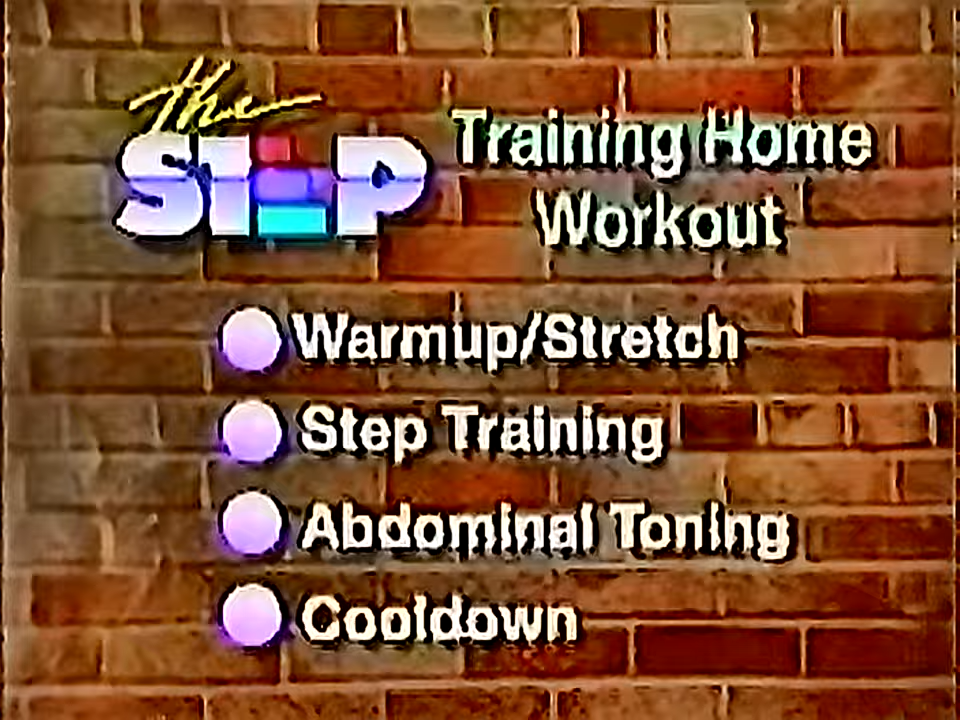 The STEP Training Home
Workout
Warmup/Stretch
Step Training
Abdominal Toning
Cooldown